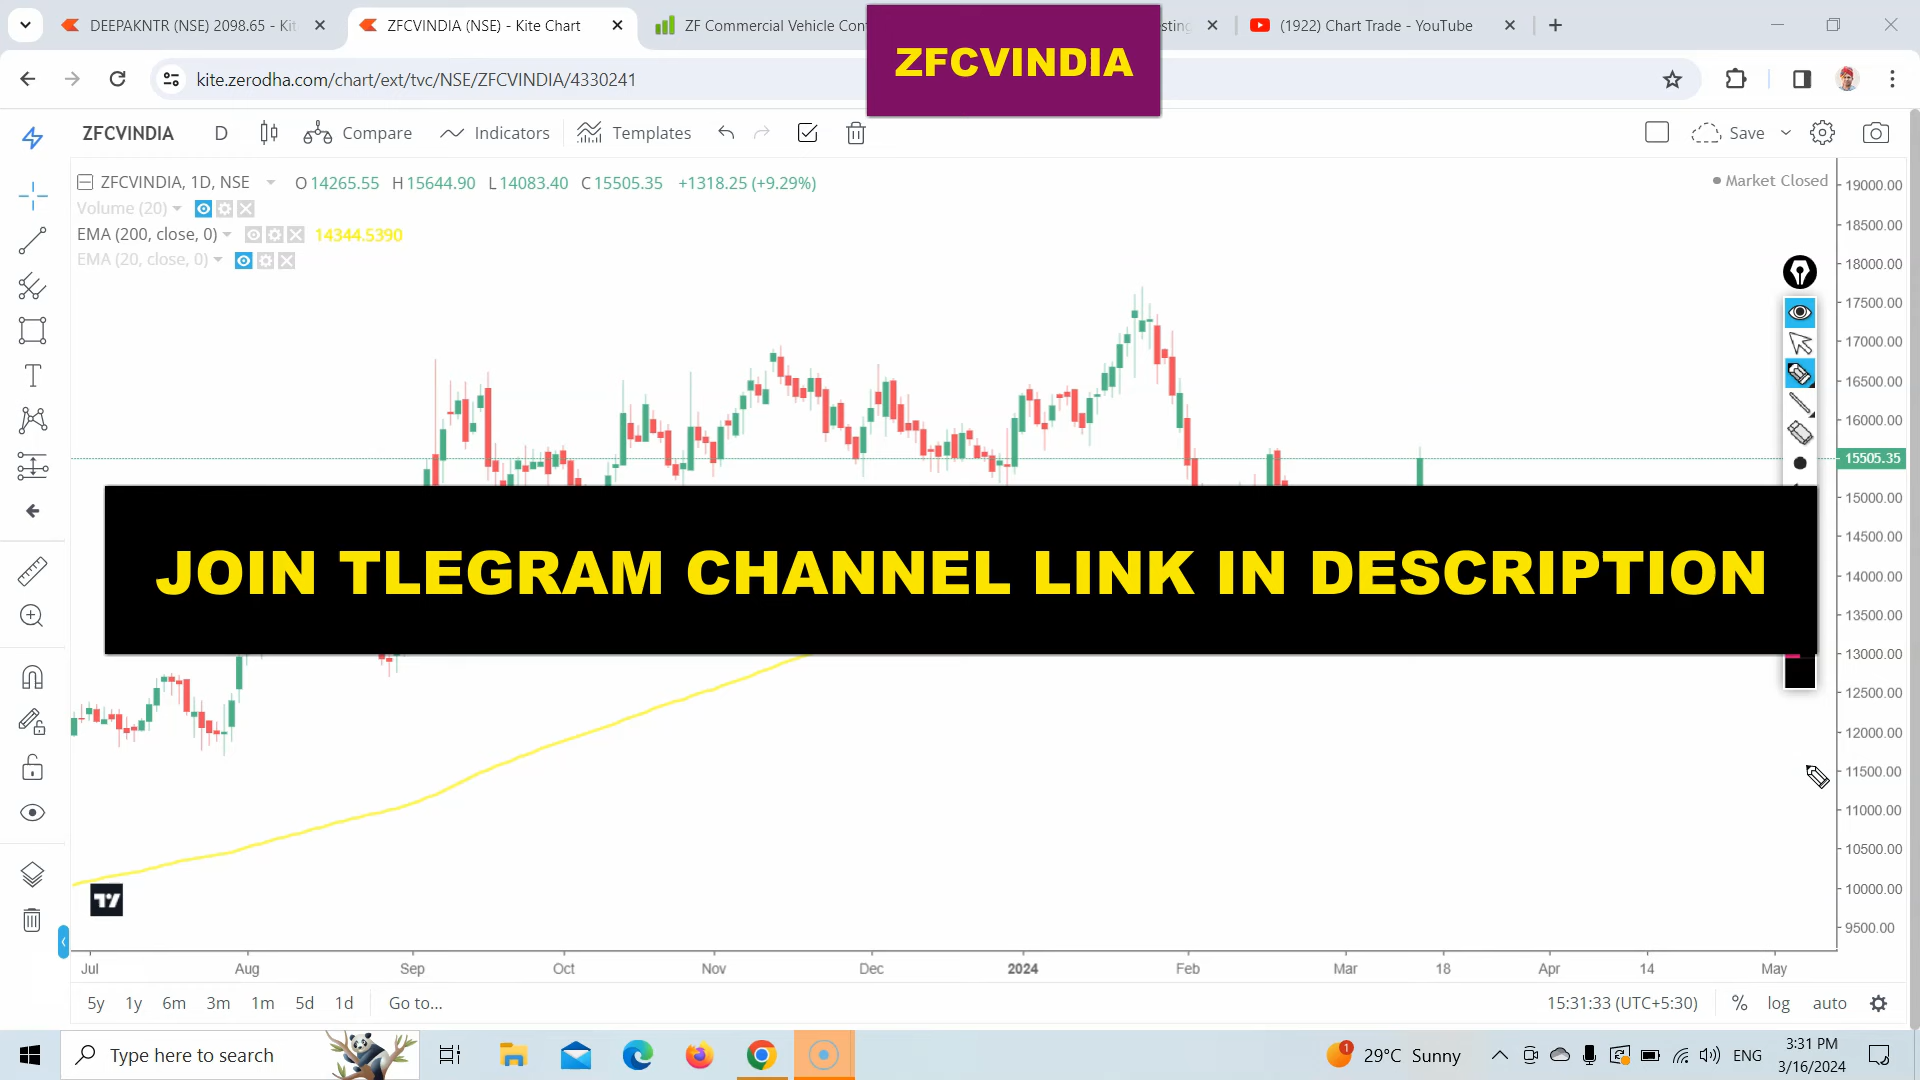 DEEPAKNTR (NSE) 2098.65 - Kit
ZFCVINDIA (NSE) - Kite Chart
ZF Commercial Vehicle Con
sting
(1922) Chart Trade - YouTube
ZFCVINDIA
kite.zerodha.com/chart/ext/tvc/NSE/ZFCVINDIA/4330241
ZFCVINDIA D Compare Indicators Templates Save
ZFCVINDIA, 1D, NSE O14265.55 H15644.90 L14083.40 C15505.35 +1318.25 (+9.29%)
Market Closed
Volume (20)
EMA (200, close, 0) 14344.5390
EMA (20, close, 0)
19000.00
18500.00
18000.00
17500.00
17000.00
16500.00
16000.00
15505.35
15000.00
14500.00
14000.00
13500.00
13000.00
12500.00
12000.00
11500.00
11000.00
10500.00
10000.00
9500.00
JOIN TLEGRAM CHANNEL LINK IN DESCRIPTION
Jul Aug Sep Oct Nov Dec 2024 Feb Mar 18 Apr 14 May
5y 1y 6m 3m 1m 5d 1d Go to... 15:31:33 (UTC+5:30) % log auto
Type here to search
1
29°C Sunny
ENG
3:31 PM
3/16/2024